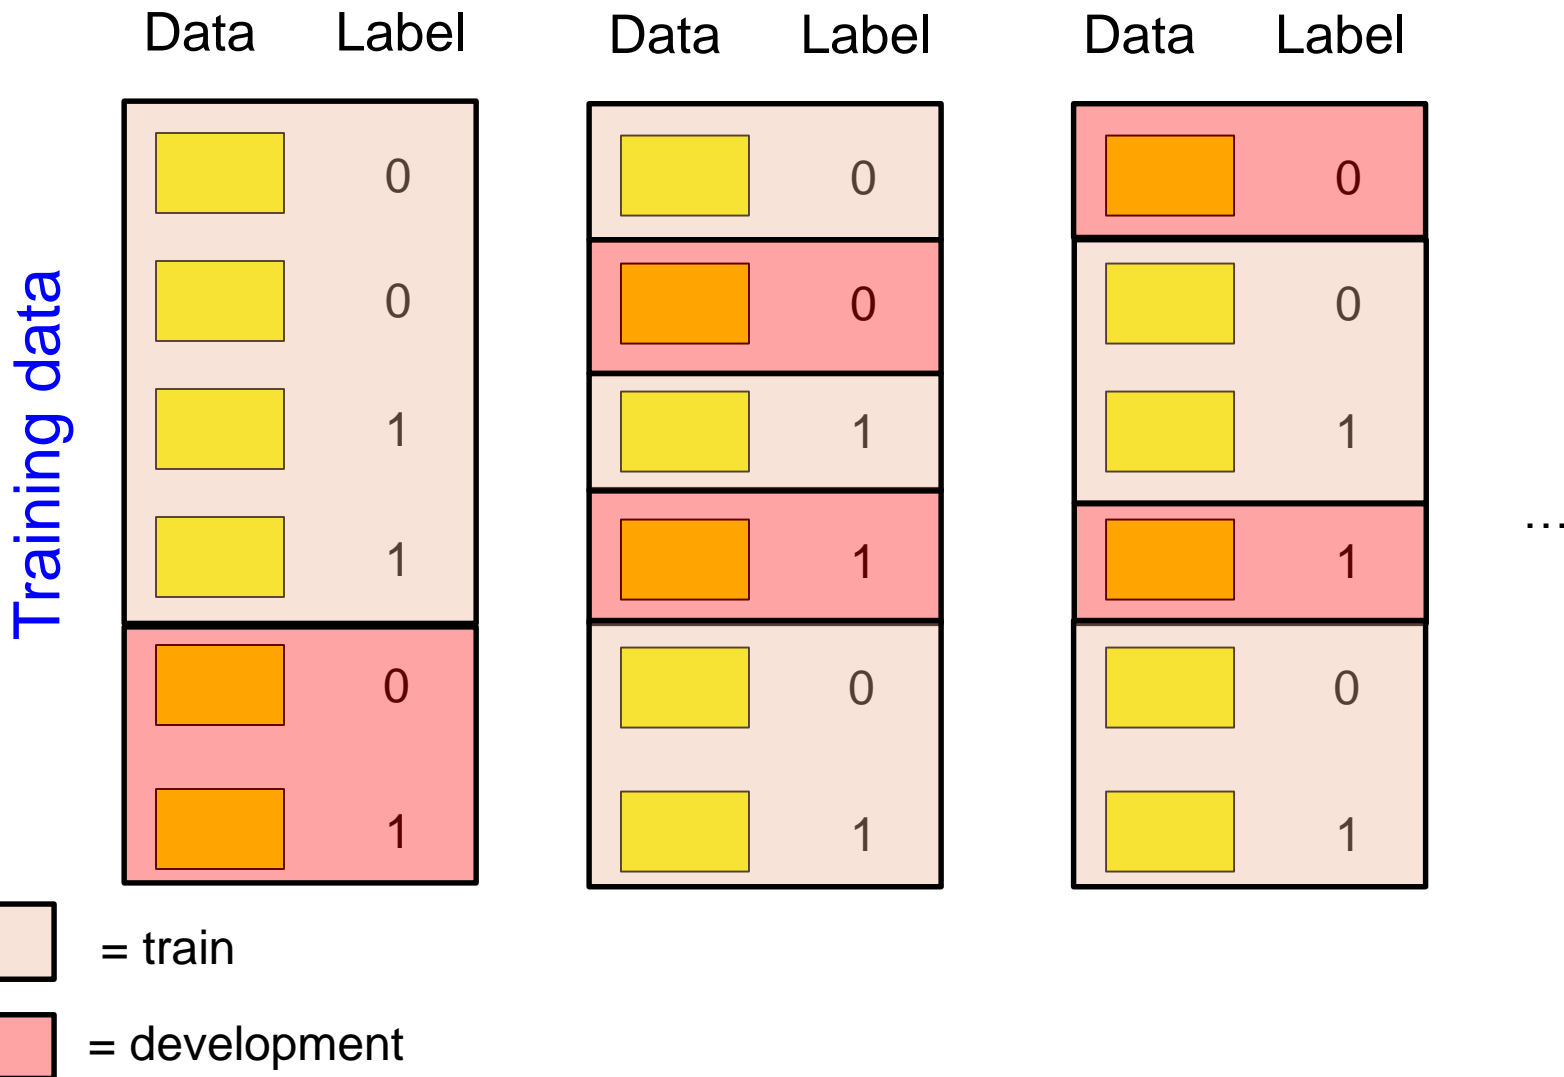 Data Label Data Label Data Label
Training data
0 0 0
0 0 0
1 1 1
1 1 1
...
0 0 0
1 1 1
= train
= development